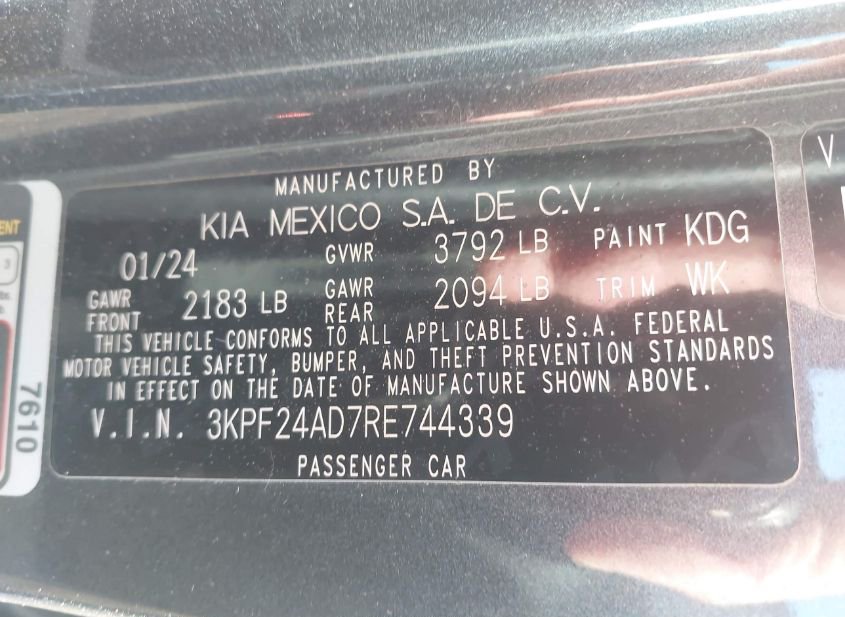 MANUFACTURED BY
KIA MEXICO S.A. DE C.V.
01/24 GVWR 3792 LB PAINT KDG
GAWR FRONT 2183 LB GAWR REAR 2094 LB TRIM WK
THIS VEHICLE CONFORMS TO ALL APPLICABLE U.S.A. FEDERAL
MOTOR VEHICLE SAFETY, BUMPER, AND THEFT PREVENTION STANDARDS
IN EFFECT ON THE DATE OF MANUFACTURE SHOWN ABOVE.
V.I.N. 3KPF24AD7RE744339
PASSENGER CAR
7610
3
V